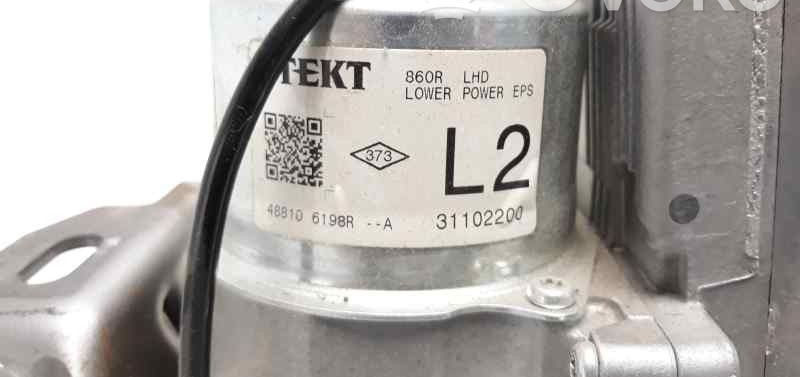 TEKT
860R LHD
LOWER POWER EPS
373
L2
48810 6198R --A
31102200